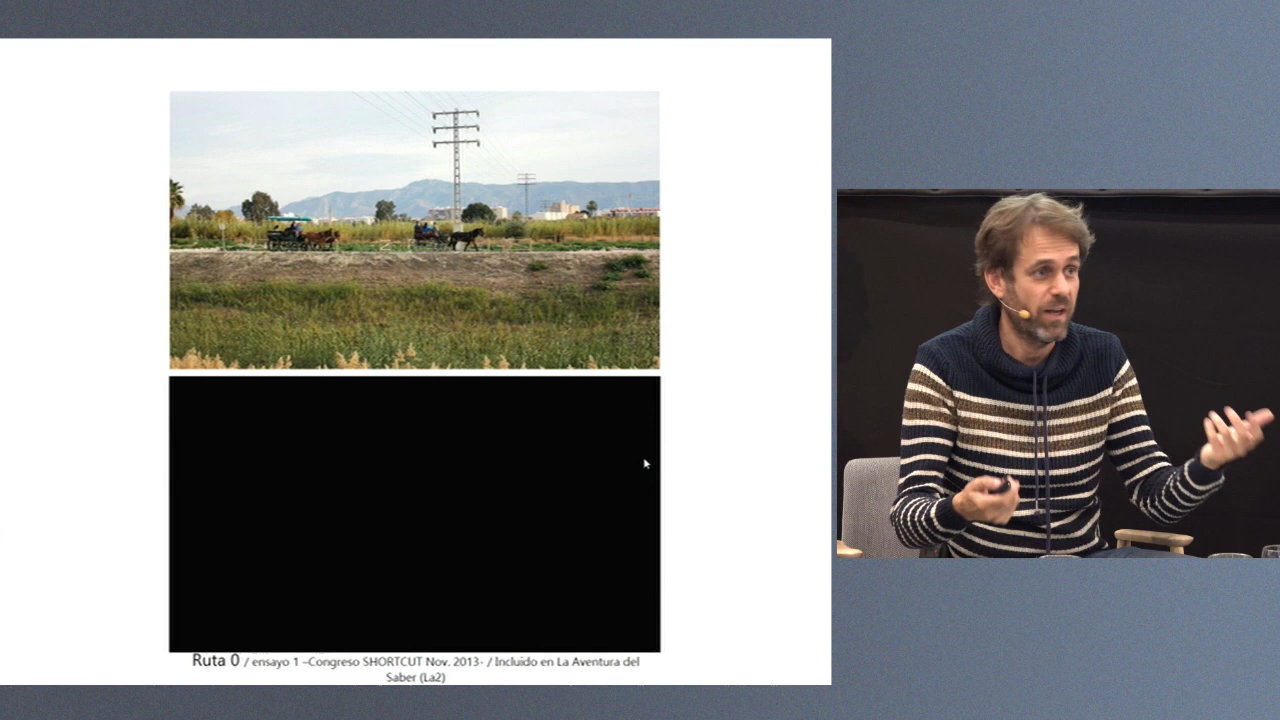 Ruta 0 / ensayo 1 –Congreso SHORTCUT Nov. 2013- / Incluido en La Aventura del
Saber (La2)